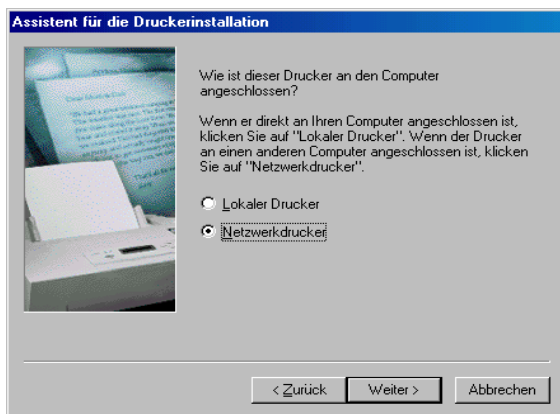 Assistent für die Druckerinstallation
Wie ist dieser Drucker an den Computer
angeschlossen?
Wenn er direkt an Ihren Computer angeschlossen ist,
klicken Sie auf "Lokaler Drucker". Wenn der Drucker
an einen anderen Computer angeschlossen ist, klicken
Sie auf "Netzwerkdrucker".
Lokaler Drucker
Netzwerkdrucker
< Zurück
Weiter >
Abbrechen